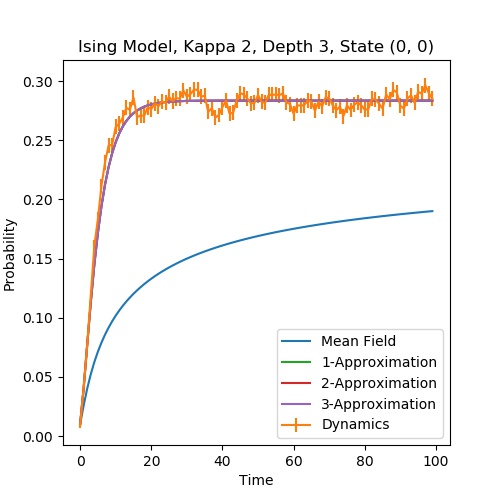 Ising Model, Kappa 2, Depth 3, State (0, 0)
0.30
0.25
0.20
0.15
0.10
0.05
0.00
Probability
0 20 40 60 80 100
Time
Mean Field
1-Approximation
2-Approximation
3-Approximation
Dynamics